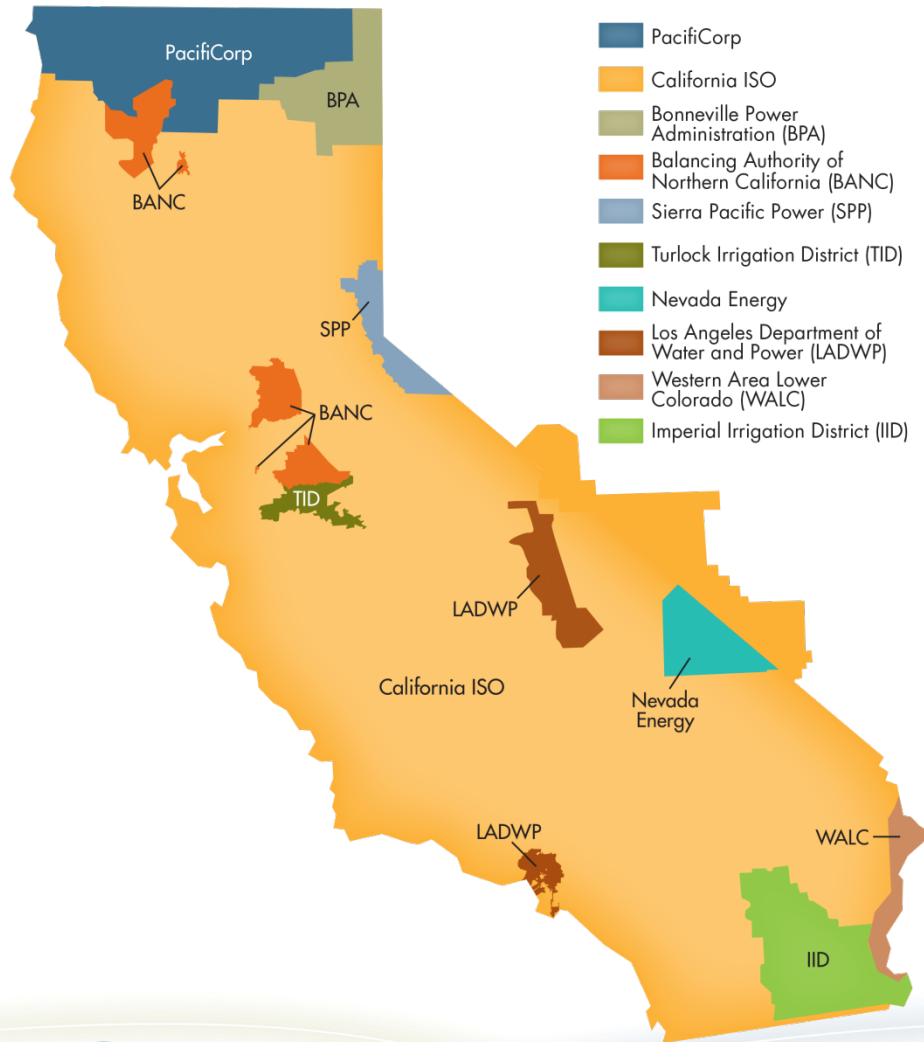 PacifiCorp
BPA
BANC
SPP
BANC
TID
LADWP
California ISO
Nevada
Energy
LADWP
WALC
IID
PacifiCorp
California ISO
Bonneville Power
Administration (BPA)
Balancing Authority of
Northern California (BANC)
Sierra Pacific Power (SPP)
Turlock Irrigation District (TID)
Nevada Energy
Los Angeles Department of
Water and Power (LADWP)
Western Area Lower
Colorado (WALC)
Imperial Irrigation District (IID)